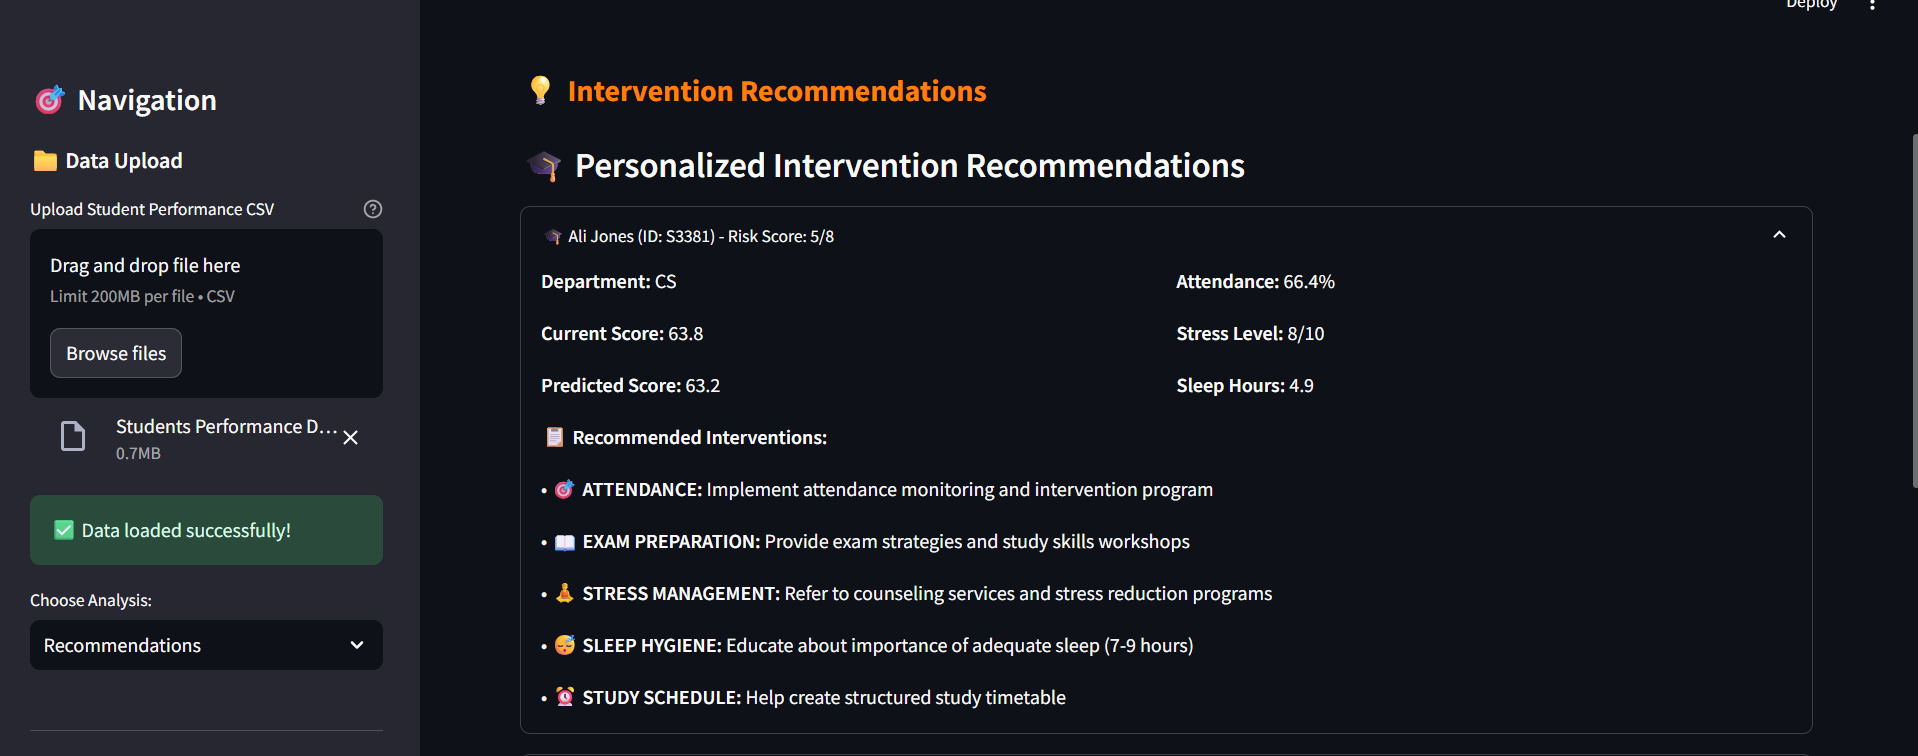 Deploy
🎯 Navigation
📁 Data Upload
Upload Student Performance CSV
Drag and drop file here
Limit 200MB per file • CSV
Browse files
Students Performance D...
0.7MB
✅ Data loaded successfully!
Choose Analysis:
Recommendations
💡 Intervention Recommendations
🎓 Personalized Intervention Recommendations
🎓 Ali Jones (ID: S3381) - Risk Score: 5/8
Department: CS
Attendance: 66.4%
Current Score: 63.8
Stress Level: 8/10
Predicted Score: 63.2
Sleep Hours: 4.9
📋 Recommended Interventions:
• 🎯 ATTENDANCE: Implement attendance monitoring and intervention program
• 📖 EXAM PREPARATION: Provide exam strategies and study skills workshops
• 🧘 STRESS MANAGEMENT: Refer to counseling services and stress reduction programs
• 😴 SLEEP HYGIENE: Educate about importance of adequate sleep (7-9 hours)
• ⏰ STUDY SCHEDULE: Help create structured study timetable